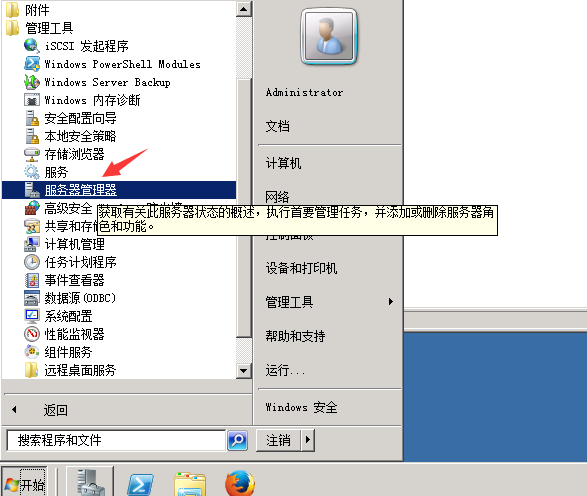 附件
管理工具
iSCSI 发起程序
Windows PowerShell Modules
Windows Server Backup
Windows 内存诊断
安全配置向导
本地安全策略
存储浏览器
服务
服务器管理器
高级安全
获取有关此服务器状态的概述，执行首要管理任务，并添加或删除服务器角
色和功能。
共享和存
计算机管理
任务计划程序
事件查看器
数据源(ODBC)
系统配置
性能监视器
组件服务
远程桌面服务
返回
搜索程序和文件
Administrator
文档
计算机
网络
设备和打印机
管理工具
帮助和支持
运行...
Windows 安全
注销
开始